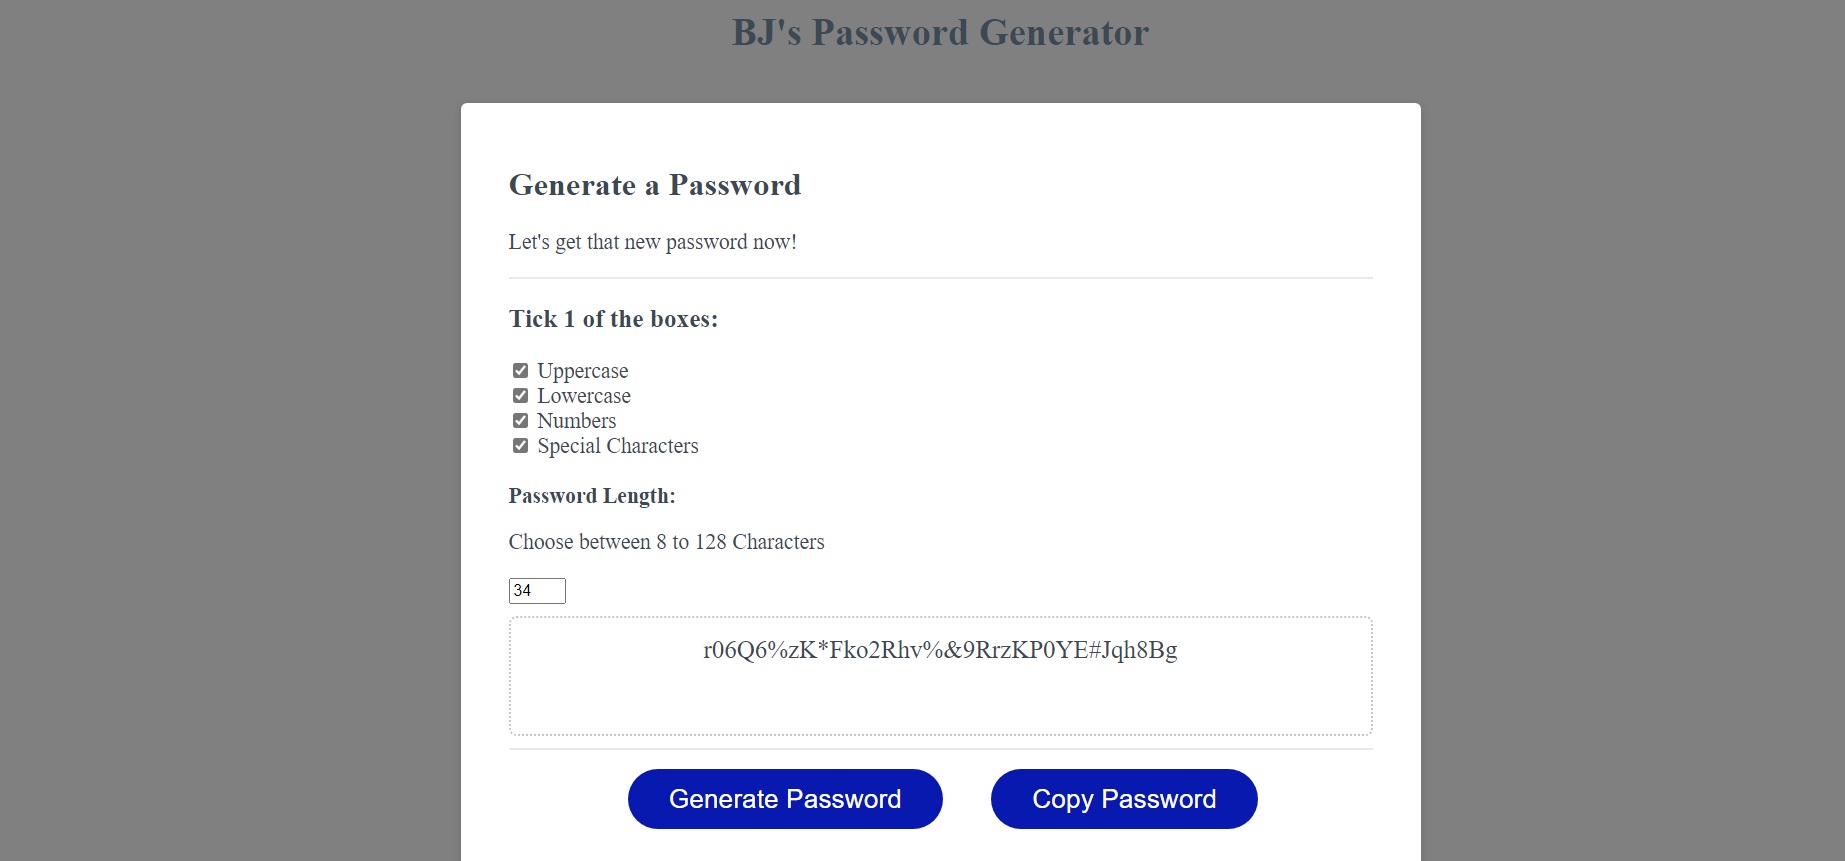 BJ's Password Generator
Generate a Password
Let's get that new password now!
Tick 1 of the boxes:
Uppercase
Lowercase
Numbers
Special Characters
Password Length:
Choose between 8 to 128 Characters
34
r06Q6%zK*Fko2Rhv%&9RrzKP0YE#Jqh8Bg
Generate Password Copy Password